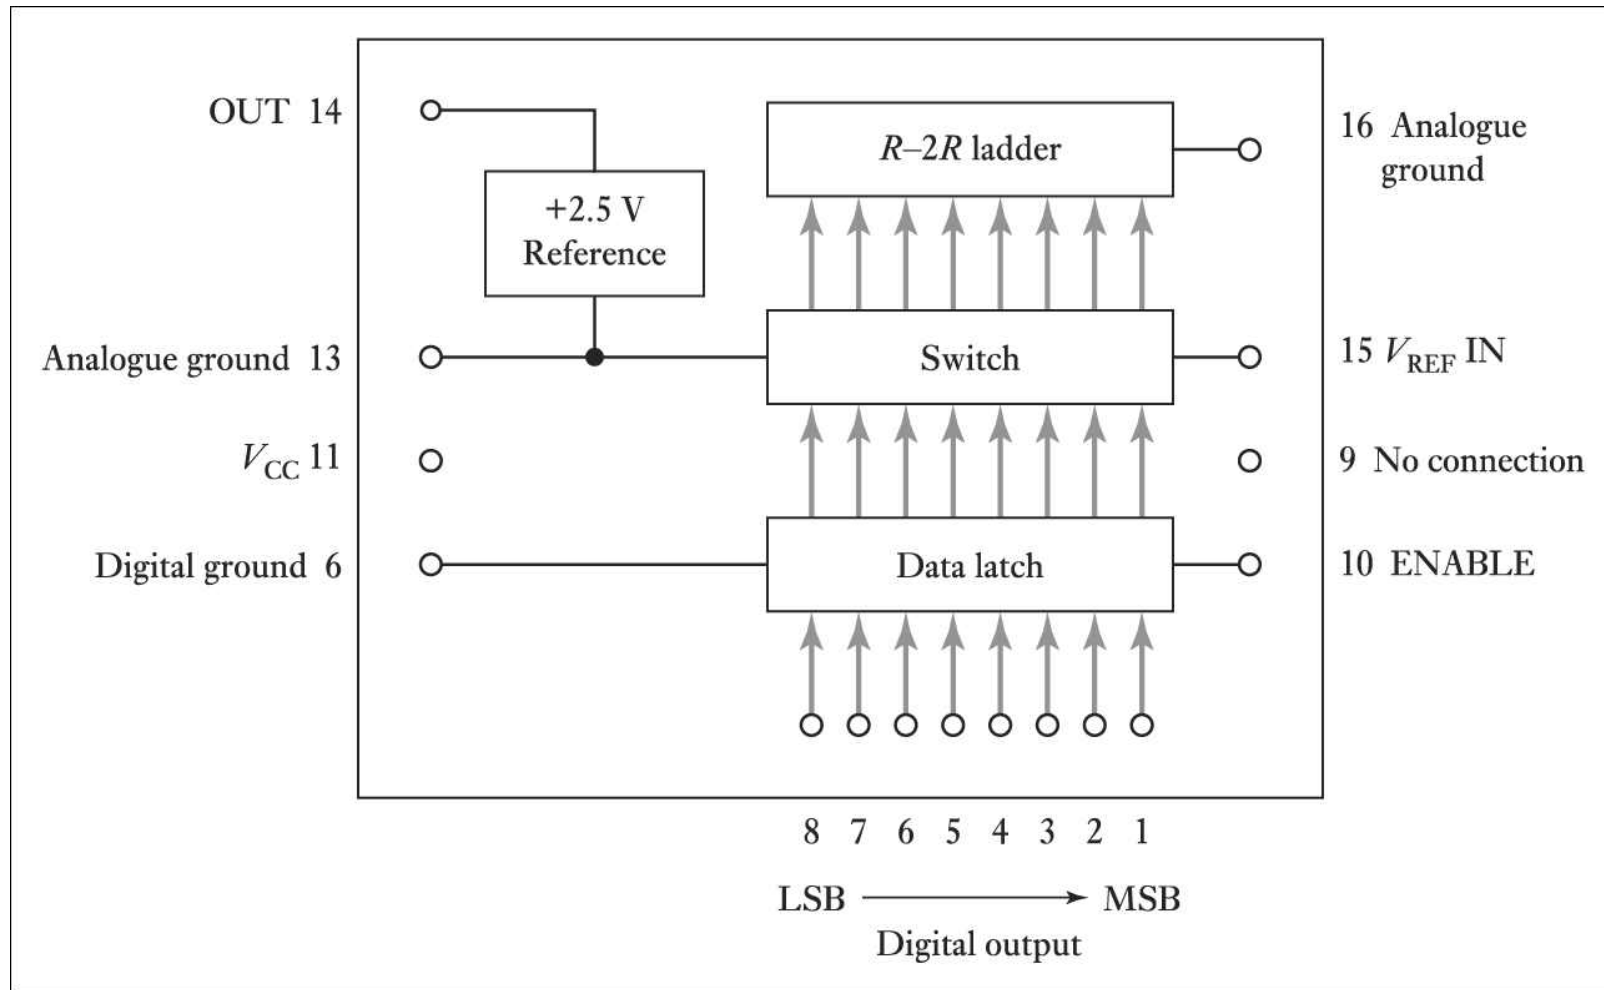 OUT 14
R–2R ladder
16 Analogue
ground
+2.5 V
Reference
Analogue ground 13
Switch
15 VREF IN
VCC 11
9 No connection
Digital ground 6
Data latch
10 ENABLE
8 7 6 5 4 3 2 1
LSB MSB
Digital output